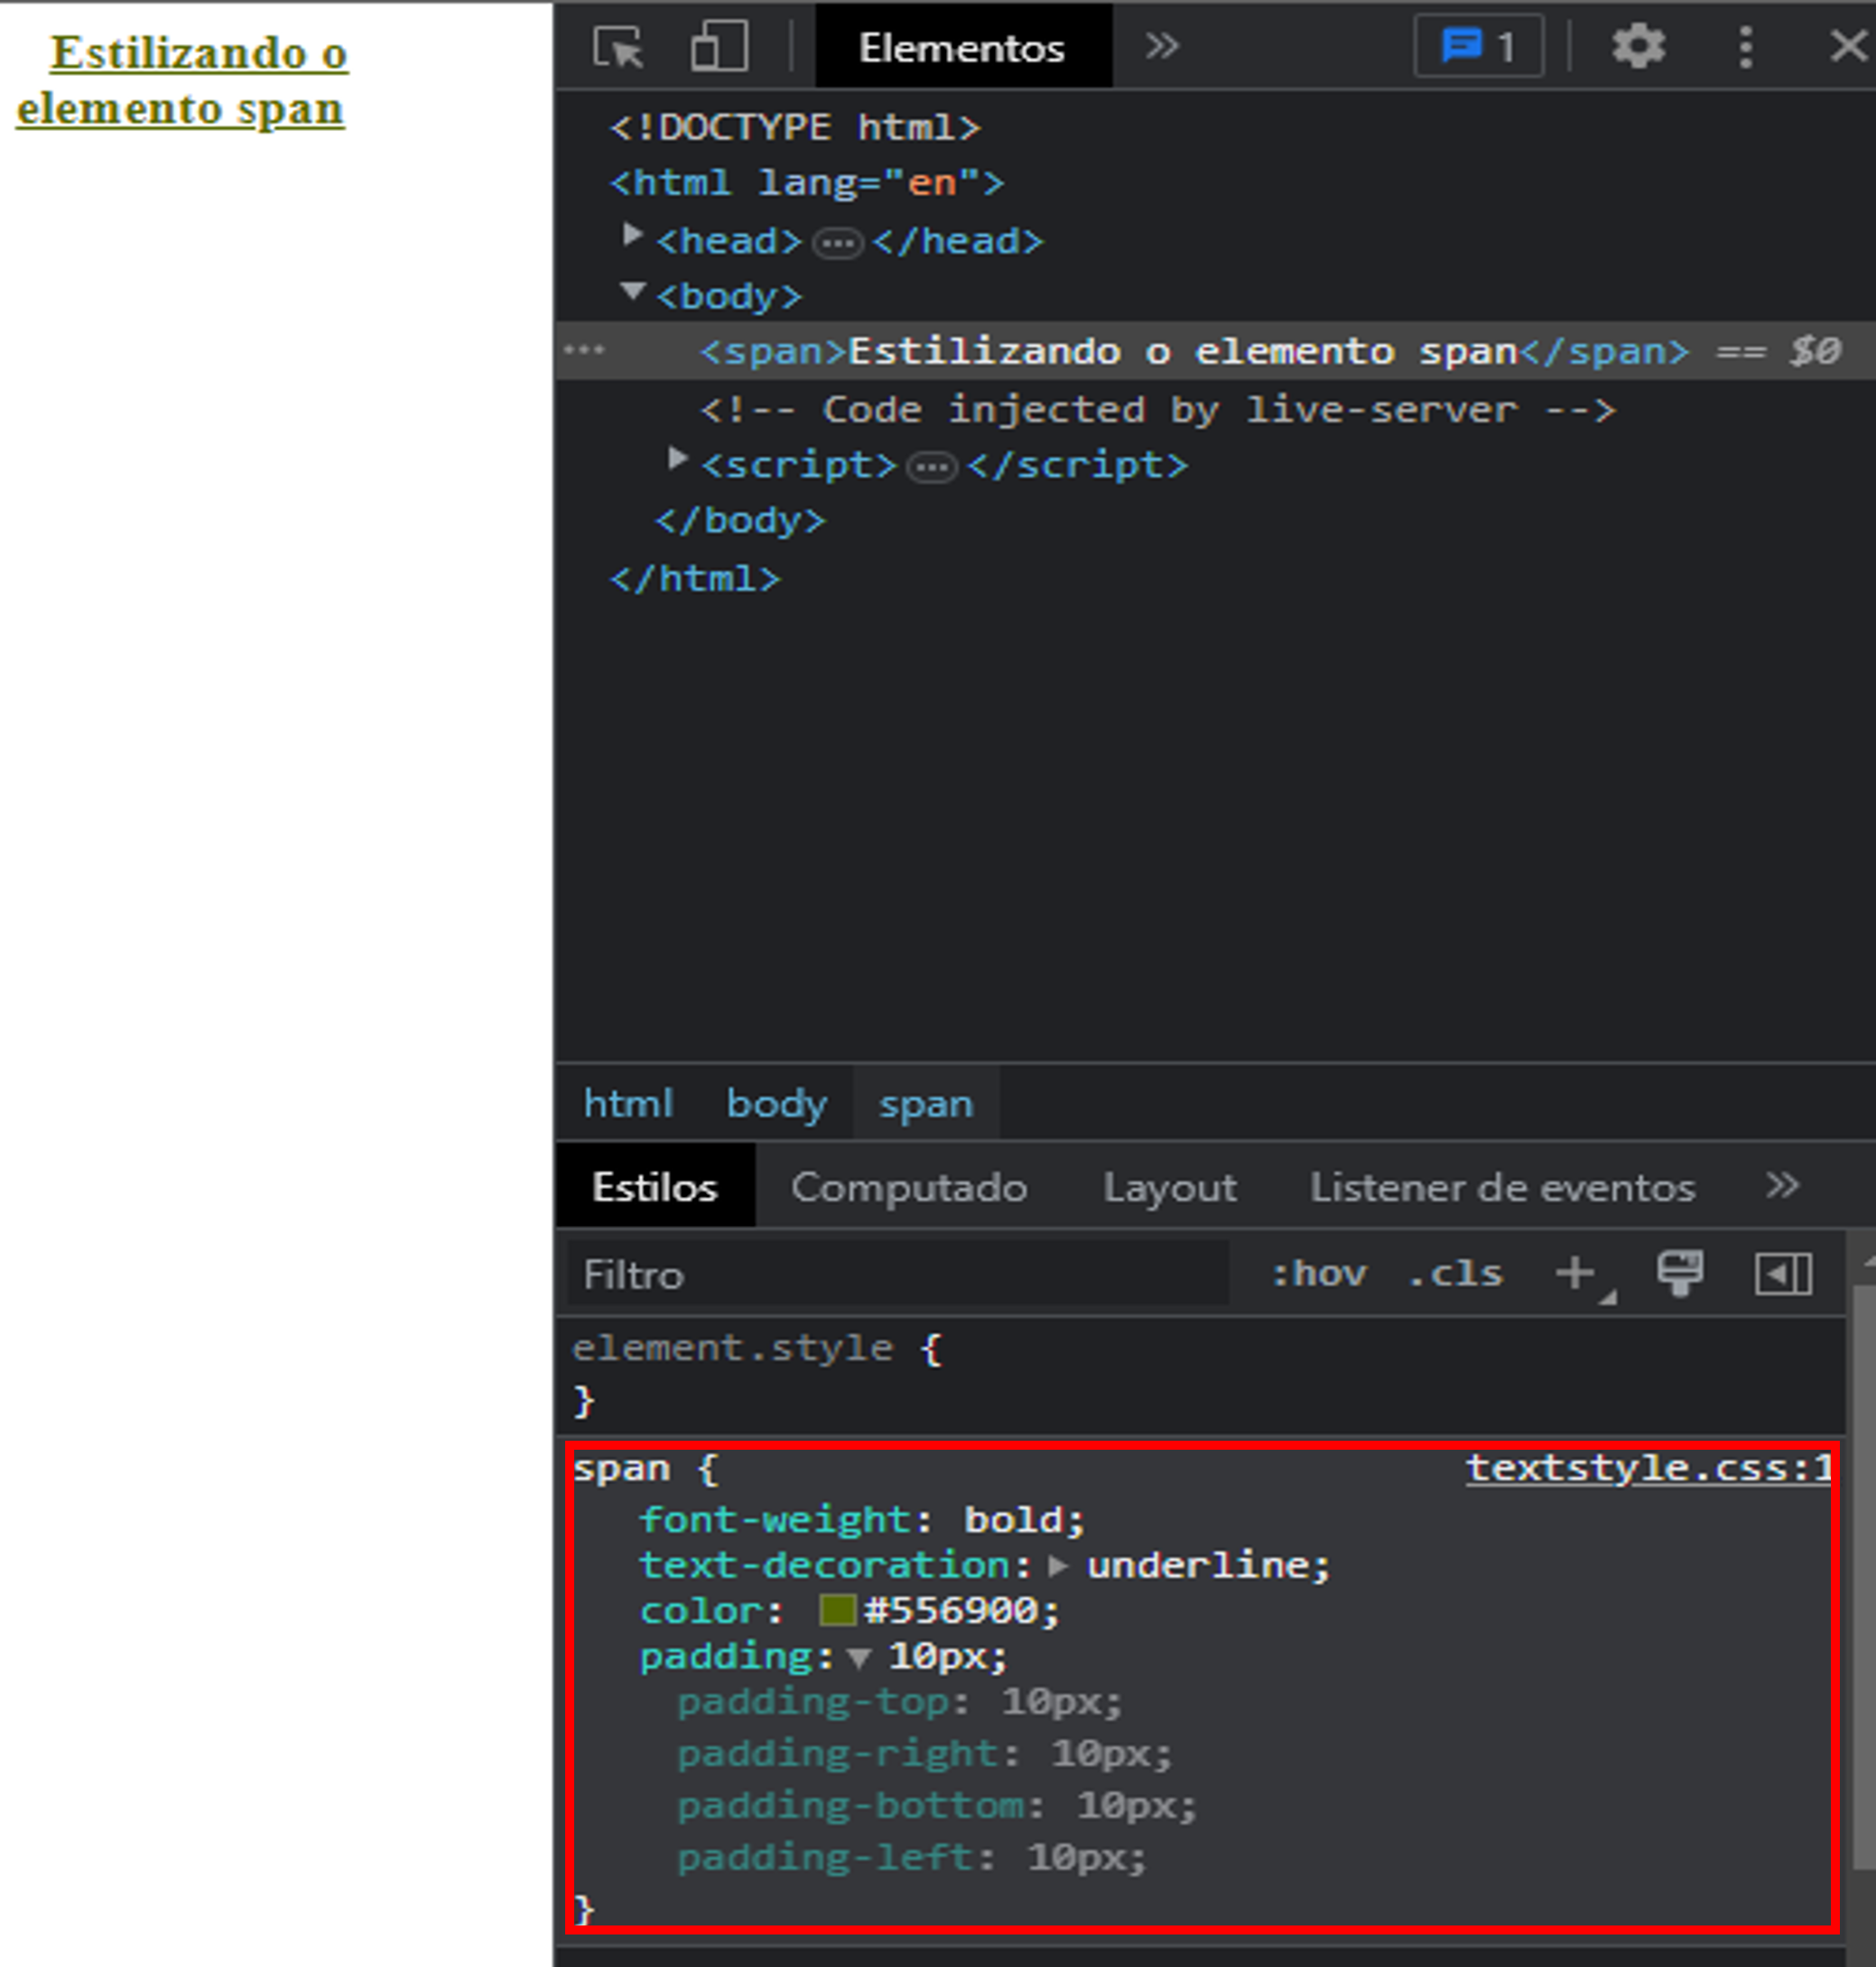 Estilizando o
elemento span
Elementos
1
<!DOCTYPE html>
<html lang="en">
<head> ••• </head>
<body>
••• <span>Estilizando o elemento span</span> == $0
<!-- Code injected by live-server -->
<script> ••• </script>
</body>
</html>
html body span
Estilos Computado Layout Listener de eventos
Filtro :hov .cls
element.style {
}
span { textstyle.css:1
font-weight: bold;
text-decoration: underline;
color: #556900;
padding: 10px;
padding-top: 10px;
padding-right: 10px;
padding-bottom: 10px;
padding-left: 10px;
}